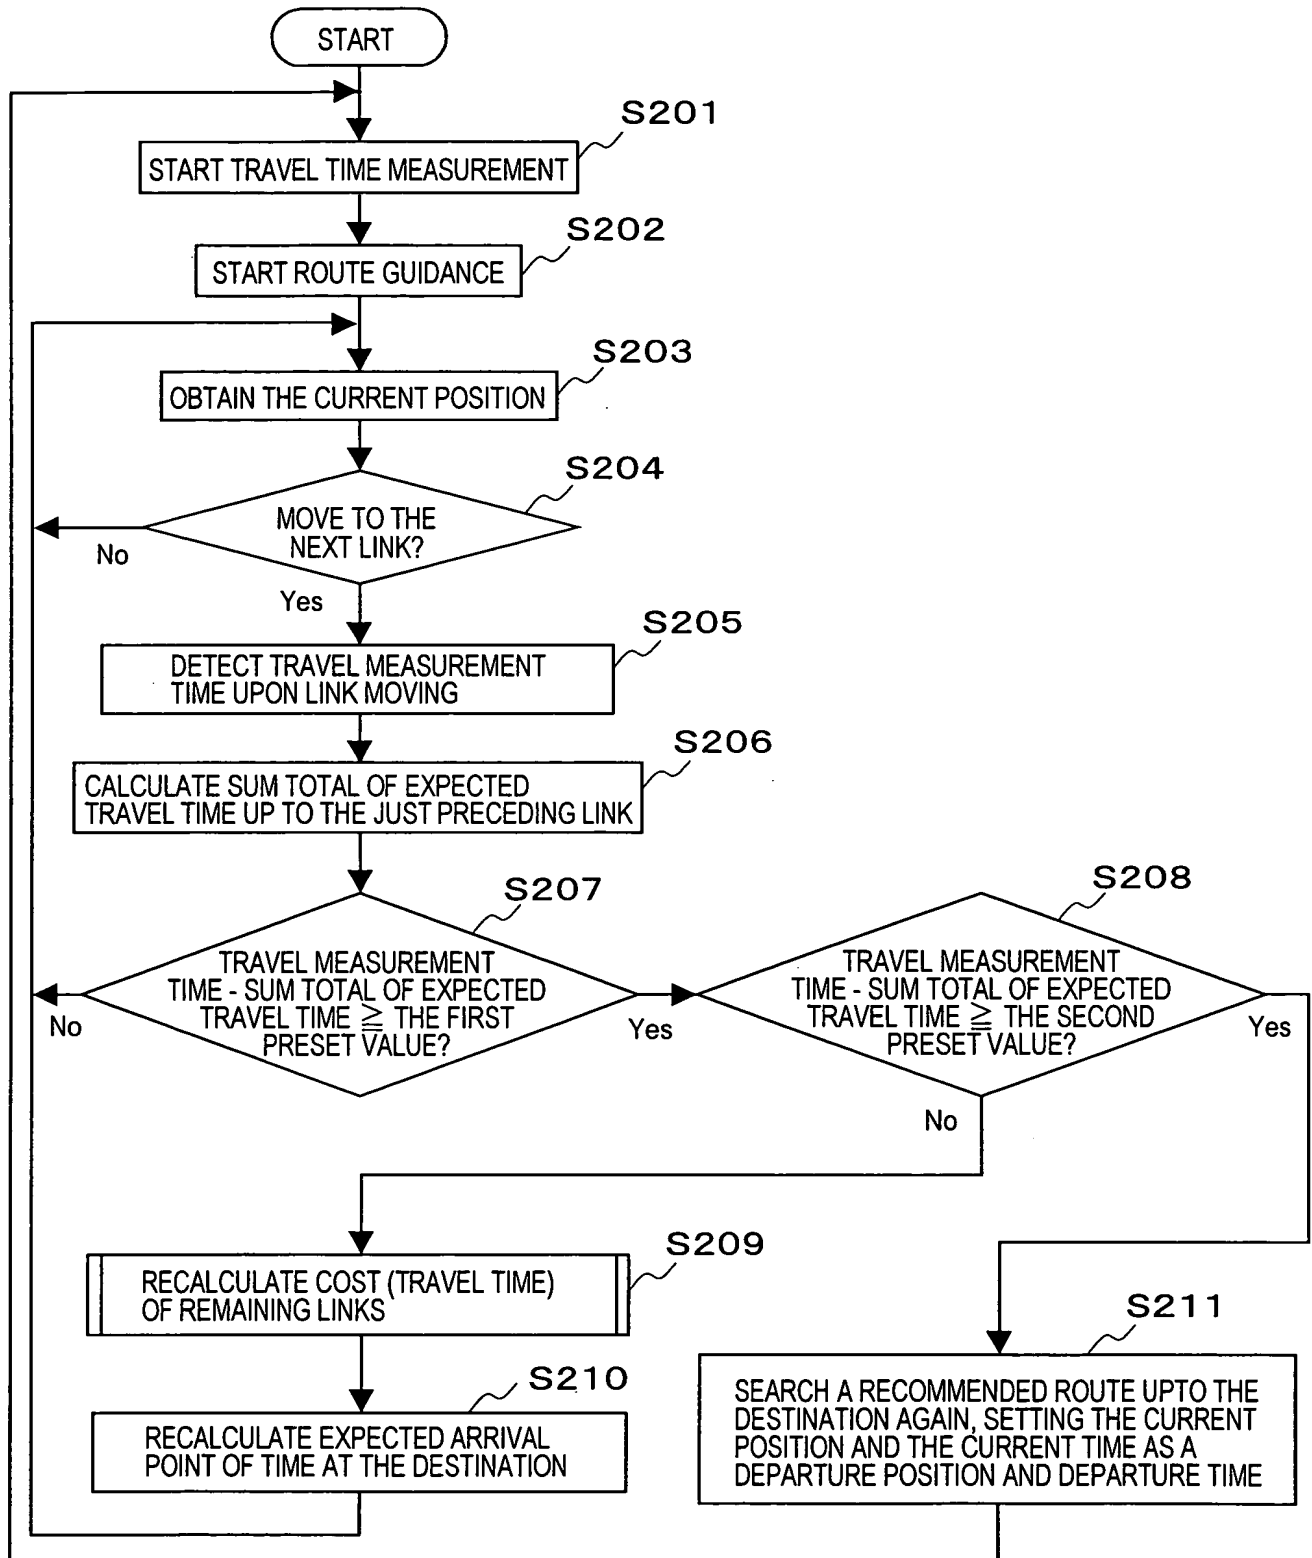 START
S201
START TRAVEL TIME MEASUREMENT
S202
START ROUTE GUIDANCE
S203
OBTAIN THE CURRENT POSITION
S204
MOVE TO THE
NEXT LINK?
No
Yes
S205
DETECT TRAVEL MEASUREMENT
TIME UPON LINK MOVING
S206
CALCULATE SUM TOTAL OF EXPECTED
TRAVEL TIME UP TO THE JUST PRECEDING LINK
S207
TRAVEL MEASUREMENT
TIME - SUM TOTAL OF EXPECTED
TRAVEL TIME ≧ THE FIRST
PRESET VALUE?
No
Yes
S208
TRAVEL MEASUREMENT
TIME - SUM TOTAL OF EXPECTED
TRAVEL TIME ≧ THE SECOND
PRESET VALUE?
Yes
No
S209
RECALCULATE COST (TRAVEL TIME)
OF REMAINING LINKS
S210
RECALCULATE EXPECTED ARRIVAL
POINT OF TIME AT THE DESTINATION
S211
SEARCH A RECOMMENDED ROUTE UPTO THE
DESTINATION AGAIN, SETTING THE CURRENT
POSITION AND THE CURRENT TIME AS A
DEPARTURE POSITION AND DEPARTURE TIME